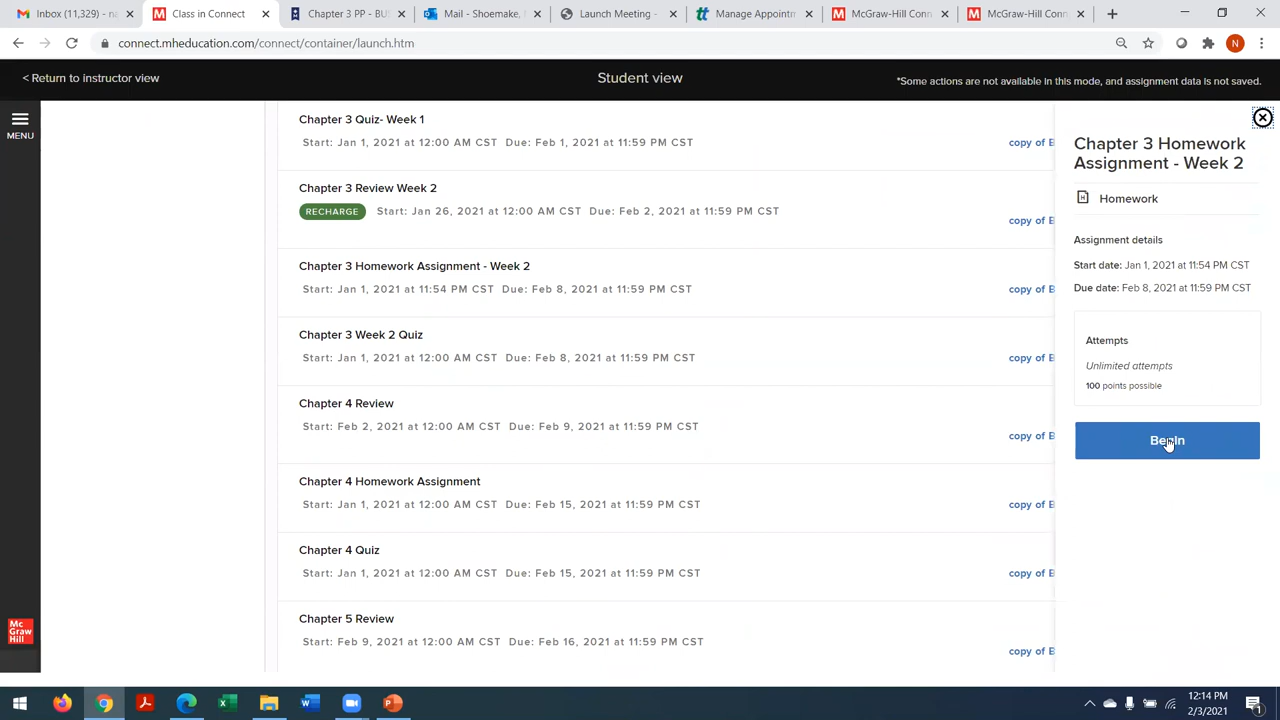 Inbox (11,329) - na
Class in Connect
Chapter 3 PP - BUS
Mail - Shoemake,
Launch Meeting -
Manage Appointm
McGraw-Hill Conn
McGraw-Hill Conn
connect.mheducation.com/connect/container/launch.htm
N
< Return to instructor view
Student view
*Some actions are not available in this mode, and assignment data is not saved.
MENU
Chapter 3 Quiz- Week 1
Start: Jan 1, 2021 at 12:00 AM CST Due: Feb 1, 2021 at 11:59 PM CST
copy of E
Chapter 3 Review Week 2
RECHARGE Start: Jan 26, 2021 at 12:00 AM CST Due: Feb 2, 2021 at 11:59 PM CST
copy of E
Chapter 3 Homework Assignment - Week 2
Start: Jan 1, 2021 at 11:54 PM CST Due: Feb 8, 2021 at 11:59 PM CST
copy of E
Chapter 3 Week 2 Quiz
Start: Jan 1, 2021 at 12:00 AM CST Due: Feb 8, 2021 at 11:59 PM CST
copy of E
Chapter 4 Review
Start: Feb 2, 2021 at 12:00 AM CST Due: Feb 9, 2021 at 11:59 PM CST
copy of E
Chapter 4 Homework Assignment
Start: Jan 1, 2021 at 12:00 AM CST Due: Feb 15, 2021 at 11:59 PM CST
copy of E
Chapter 4 Quiz
Start: Jan 1, 2021 at 12:00 AM CST Due: Feb 15, 2021 at 11:59 PM CST
copy of E
Chapter 5 Review
Start: Feb 9, 2021 at 12:00 AM CST Due: Feb 16, 2021 at 11:59 PM CST
copy of E
Chapter 3 Homework
Assignment - Week 2
Homework
Assignment details
Start date: Jan 1, 2021 at 11:54 PM CST
Due date: Feb 8, 2021 at 11:59 PM CST
Attempts
Unlimited attempts
100 points possible
Begin
Mc
Graw
Hill
12:14 PM
2/3/2021
1